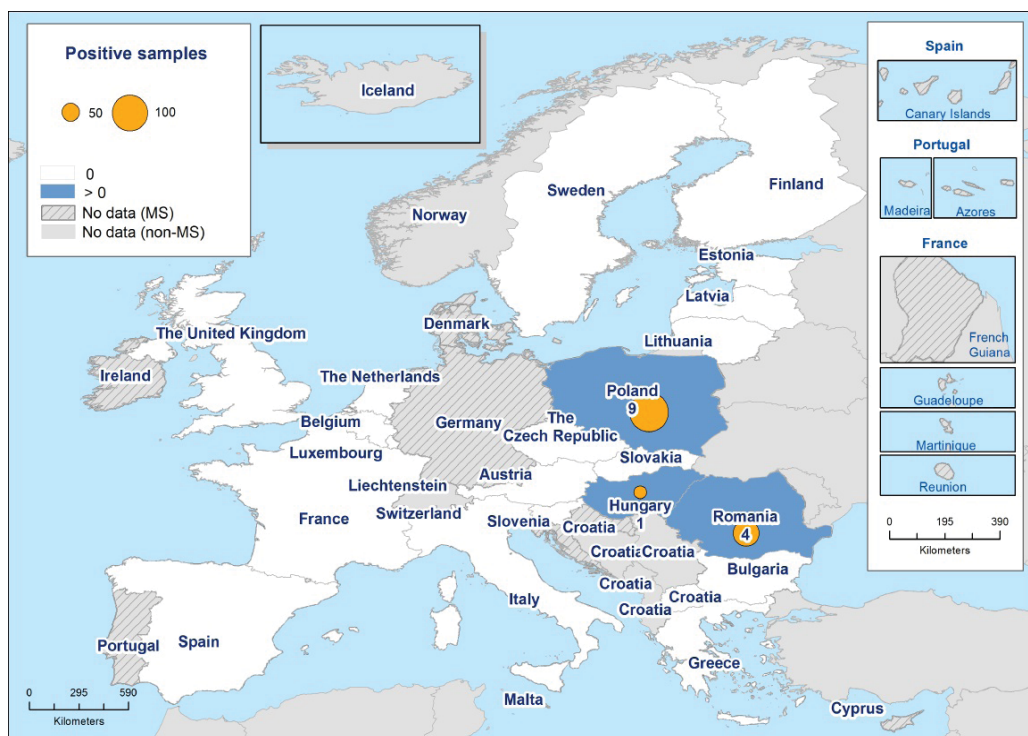 Positive samples
50
100
0
> 0
No data (MS)
No data (non-MS)
Iceland
Spain
Canary Islands
Portugal
Madeira
Azores
France
French
Guiana
Guadeloupe
Martinique
Reunion
0 195 390
Kilometers
Norway
Sweden
Finland
Estonia
Latvia
Lithuania
Denmark
The United Kingdom
Ireland
The Netherlands
Belgium
Luxembourg
Germany
Poland
9
The
Czech Republic
Slovakia
Austria
Liechtenstein
Switzerland
France
Slovenia
Hungary
1
Romania
4
Croatia
Croatia
Croatia
Croatia
Croatia
Croatia
Bulgaria
Italy
Portugal
Spain
Greece
Malta
Cyprus
0 295 590
Kilometers